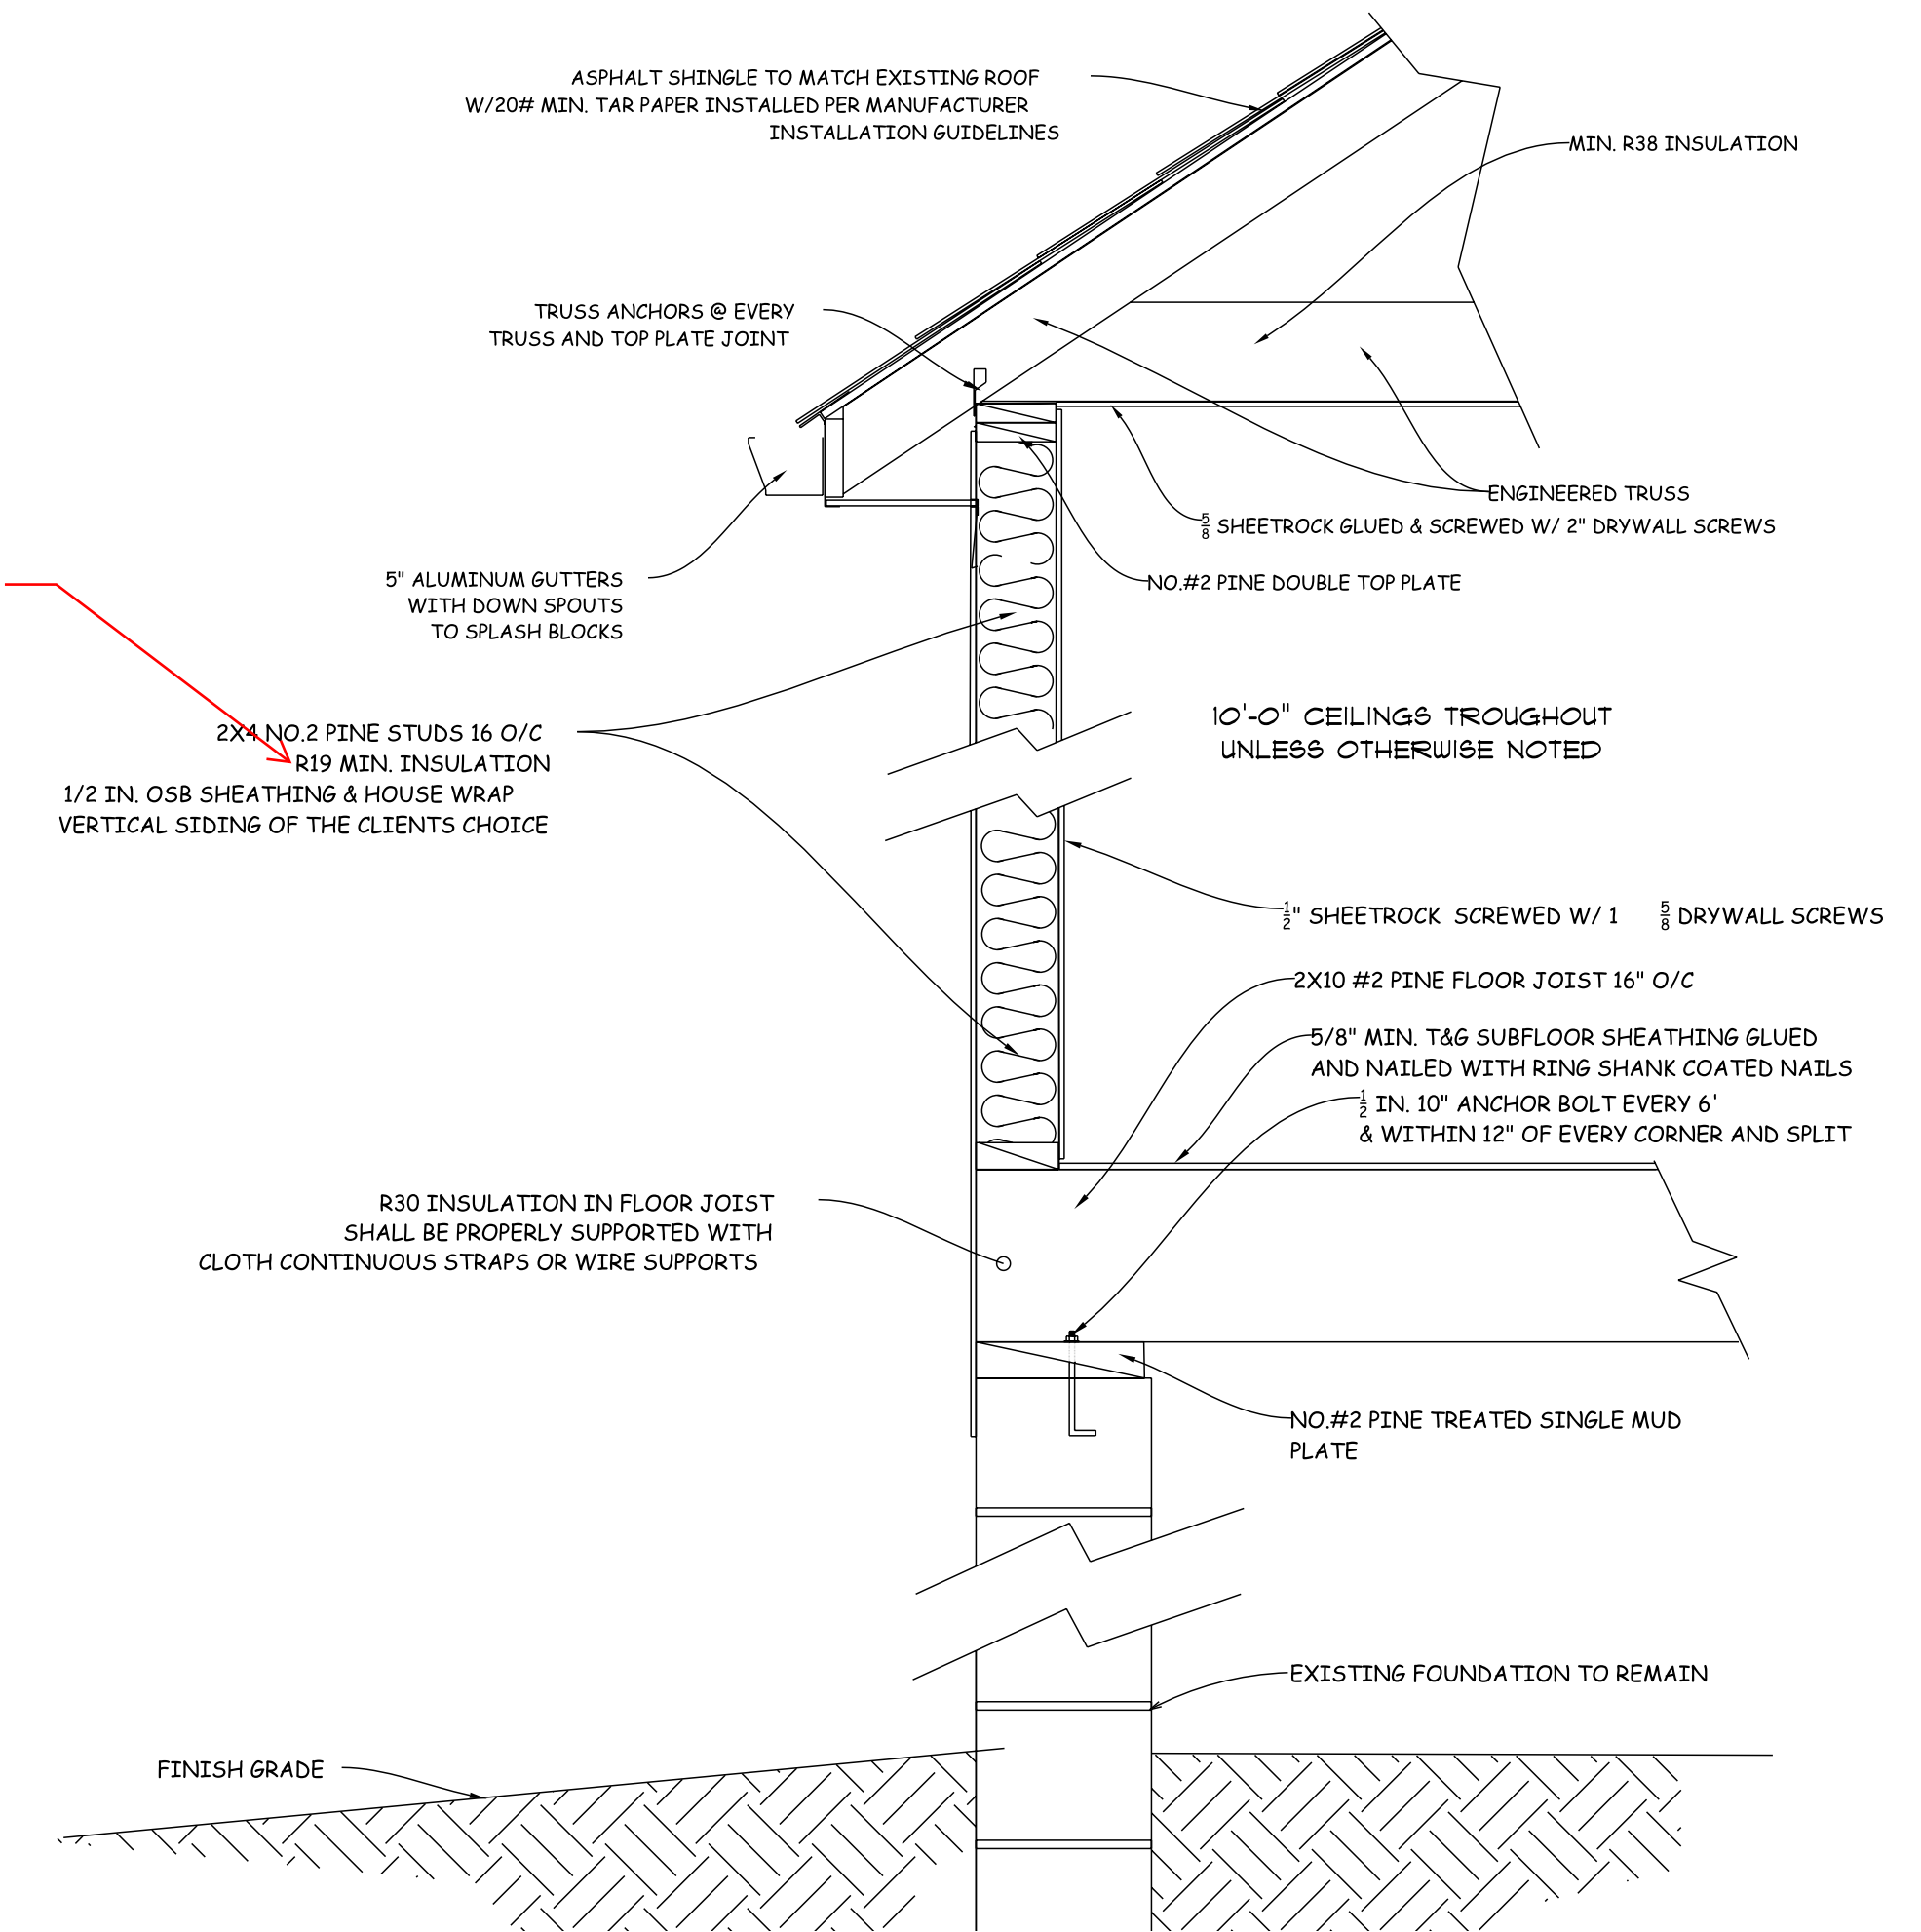 ASPHALT SHINGLE TO MATCH EXISTING ROOF
W/20# MIN. TAR PAPER INSTALLED PER MANUFACTURER
INSTALLATION GUIDELINES
MIN. R38 INSULATION
TRUSS ANCHORS @ EVERY
TRUSS AND TOP PLATE JOINT
ENGINEERED TRUSS
5/8 SHEETROCK GLUED & SCREWED W/ 2" DRYWALL SCREWS
NO.#2 PINE DOUBLE TOP PLATE
5" ALUMINUM GUTTERS
WITH DOWN SPOUTS
TO SPLASH BLOCKS
2X4 NO.2 PINE STUDS 16 O/C
R19 MIN. INSULATION
1/2 IN. OSB SHEATHING & HOUSE WRAP
VERTICAL SIDING OF THE CLIENTS CHOICE
10'-0" CEILINGS TROUGHOUT
UNLESS OTHERWISE NOTED
1/2" SHEETROCK SCREWED W/ 1 5/8 DRYWALL SCREWS
2X10 #2 PINE FLOOR JOIST 16" O/C
5/8" MIN. T&G SUBFLOOR SHEATHING GLUED
AND NAILED WITH RING SHANK COATED NAILS
1/2 IN. 10" ANCHOR BOLT EVERY 6'
& WITHIN 12" OF EVERY CORNER AND SPLIT
R30 INSULATION IN FLOOR JOIST
SHALL BE PROPERLY SUPPORTED WITH
CLOTH CONTINUOUS STRAPS OR WIRE SUPPORTS
NO.#2 PINE TREATED SINGLE MUD
PLATE
EXISTING FOUNDATION TO REMAIN
FINISH GRADE